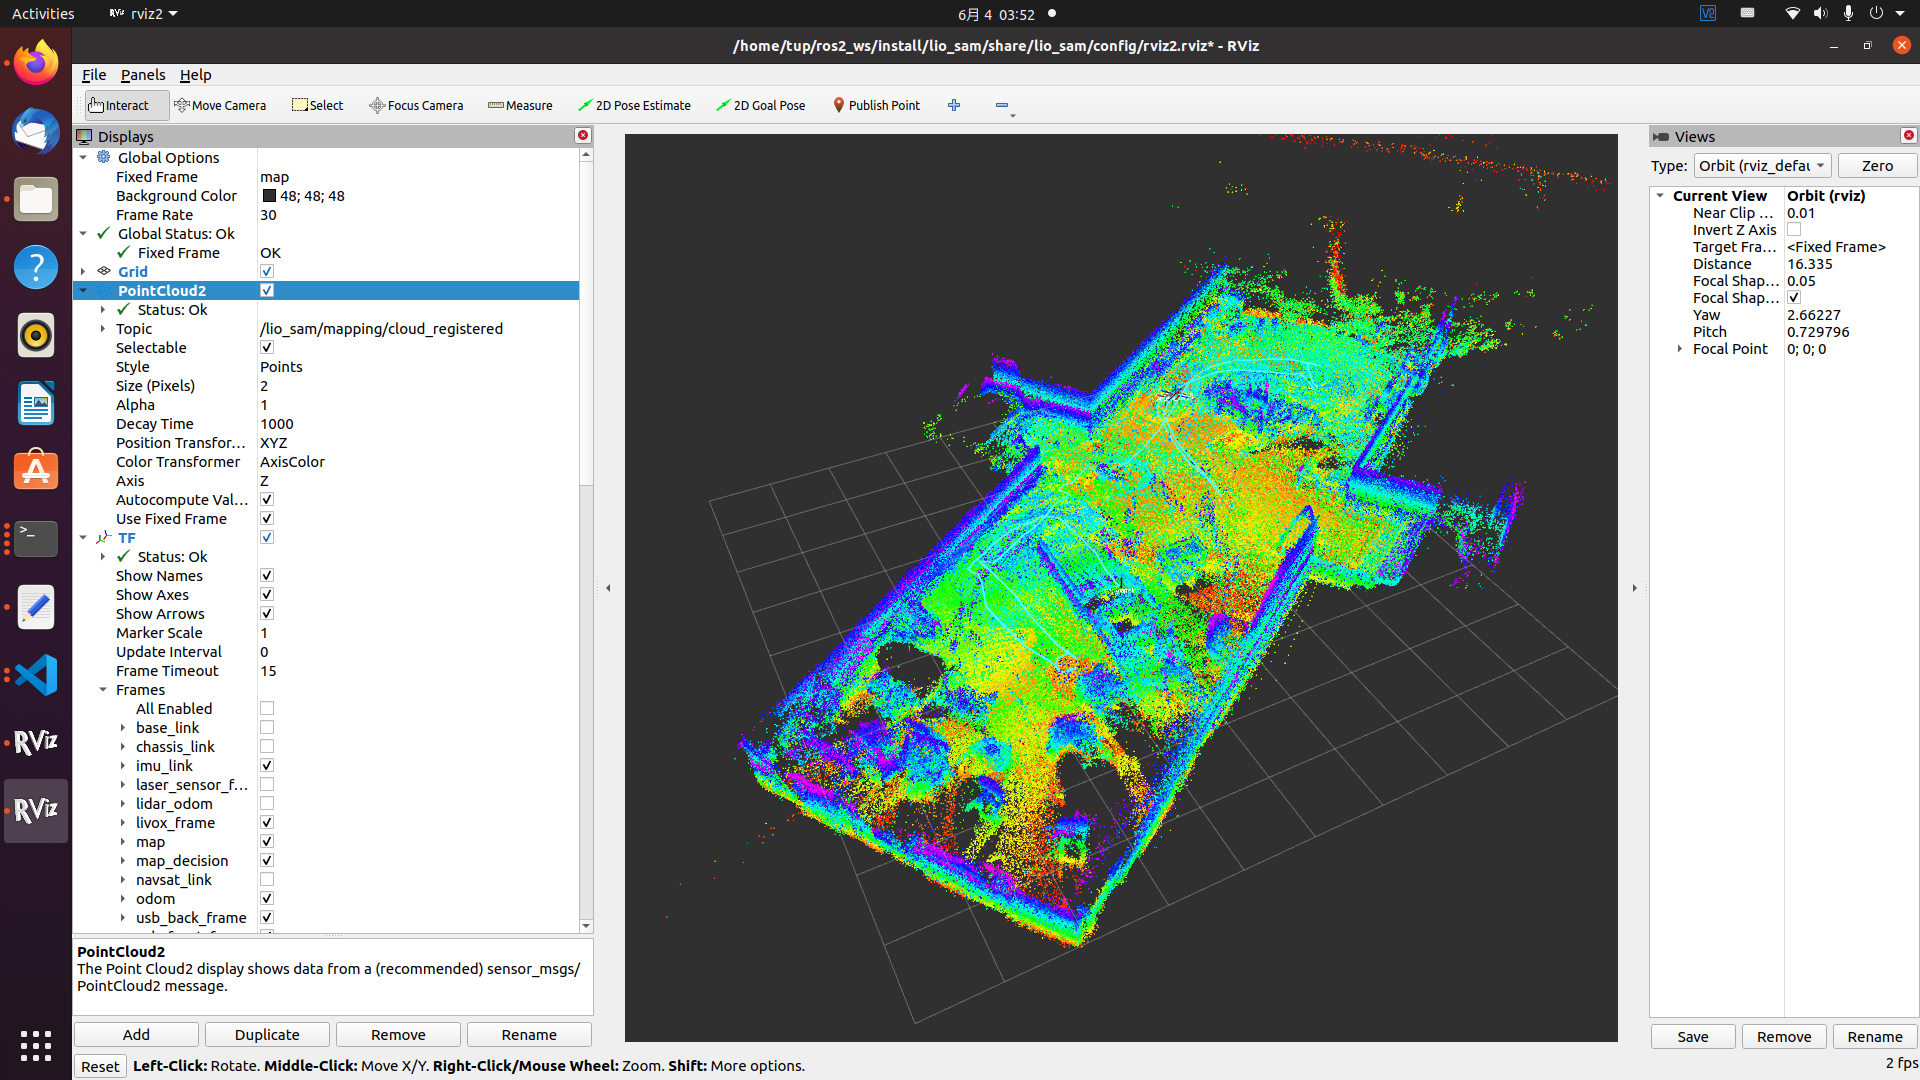 Activities
rviz2
6月 4 03:52
V2
/home/tup/ros2_ws/install/lio_sam/share/lio_sam/config/rviz2.rviz* - RViz
File Panels Help
Interact Move Camera Select Focus Camera Measure 2D Pose Estimate 2D Goal Pose Publish Point
Displays
Global Options
Fixed Frame map
Background Color 48; 48; 48
Frame Rate 30
Global Status: Ok
Fixed Frame OK
Grid
PointCloud2
Status: Ok
Topic /lio_sam/mapping/cloud_registered
Selectable
Style Points
Size (Pixels) 2
Alpha 1
Decay Time 1000
Position Transfor... XYZ
Color Transformer AxisColor
Axis Z
Autocompute Val...
Use Fixed Frame
TF
Status: Ok
Show Names
Show Axes
Show Arrows
Marker Scale 1
Update Interval 0
Frame Timeout 15
Frames
All Enabled
base_link
chassis_link
imu_link
laser_sensor_f...
lidar_odom
livox_frame
map
map_decision
navsat_link
odom
usb_back_frame
PointCloud2
The Point Cloud2 display shows data from a (recommended) sensor_msgs/
PointCloud2 message.
Add Duplicate Remove Rename
Reset Left-Click: Rotate. Middle-Click: Move X/Y. Right-Click/Mouse Wheel: Zoom. Shift: More options.
Views
Type: Orbit (rviz_defau Zero
Current View Orbit (rviz)
Near Clip ... 0.01
Invert Z Axis
Target Fra... <Fixed Frame>
Distance 16.335
Focal Shap... 0.05
Focal Shap...
Yaw 2.66227
Pitch 0.729796
Focal Point 0; 0; 0
Save Remove Rename
2 fps
RViz
RViz